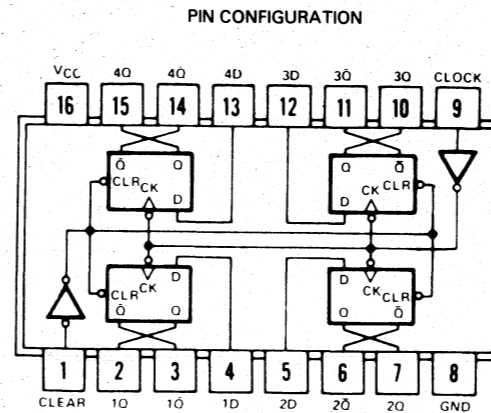 PIN CONFIGURATION
VCC 4Q 4Q̄ 4D 3D 3Q̄ 3Q CLOCK
16 15 14 13 12 11 10 9
Q̄ Q Q Q̄
CLR CK D D CK CLR
CLR CK D D CK CLR
Q̄ Q Q Q̄
1 2 3 4 5 6 7 8
CLEAR 1Q 1Q̄ 1D 2D 2Q̄ 2Q GND